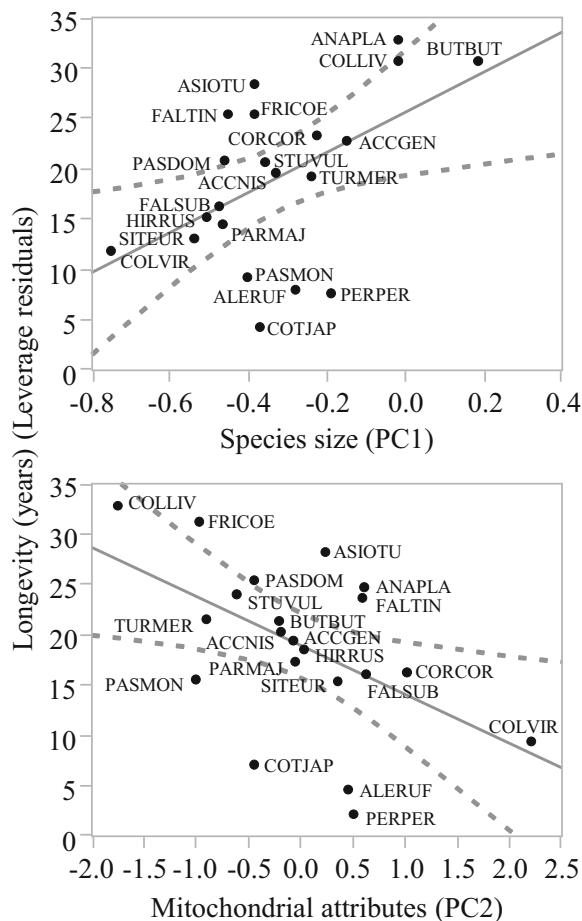 Longevity (years) (Leverage residuals)
35
30
25
20
15
10
5
0
ANAPLA
COLLIV
BUTBUT
ASIOTU
FALTIN
FRICOE
CORCOR
ACCGEN
PASDOM
STUVUL
ACCNIS
TURMER
FALSUB
HIRRUS
PARMAJ
SITEUR
COLVIR
PASMON
ALERUF
PERPER
COTJAP
-0.8 -0.6 -0.4 -0.2 0.0 0.2 0.4
Species size (PC1)
35
30
25
20
15
10
5
0
COLLIV
FRICOE
ASIOTU
PASDOM
ANAPLA
STUVUL
FALTIN
TURMER
BUTBUT
ACCNIS
ACCGEN
HIRRUS
PARMAJ
CORCOR
PASMON
SITEUR
FALSUB
COLVIR
COTJAP
ALERUF
PERPER
-2.0 -1.5 -1.0 -0.5 0.0 0.5 1.0 1.5 2.0 2.5
Mitochondrial attributes (PC2)